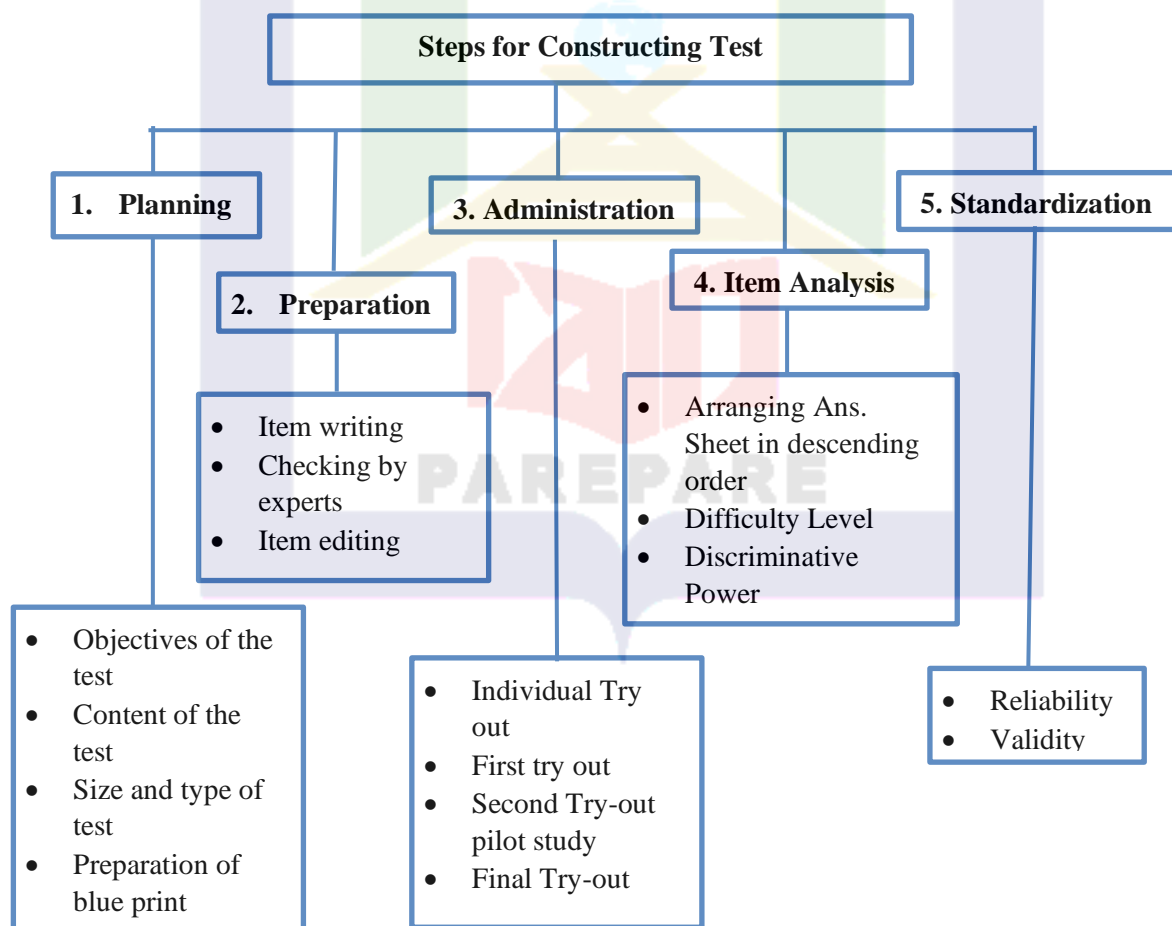 Steps for Constructing Test
1. Planning
2. Preparation
3. Administration
4. Item Analysis
5. Standardization
• Objectives of the
test
• Content of the
test
• Size and type of
test
• Preparation of
blue print
• Item writing
• Checking by
experts
• Item editing
• Individual Try
out
• First try out
• Second Try-out
pilot study
• Final Try-out
• Arranging Ans.
Sheet in descending
order
• Difficulty Level
• Discriminative
Power
• Reliability
• Validity
PAREPARE